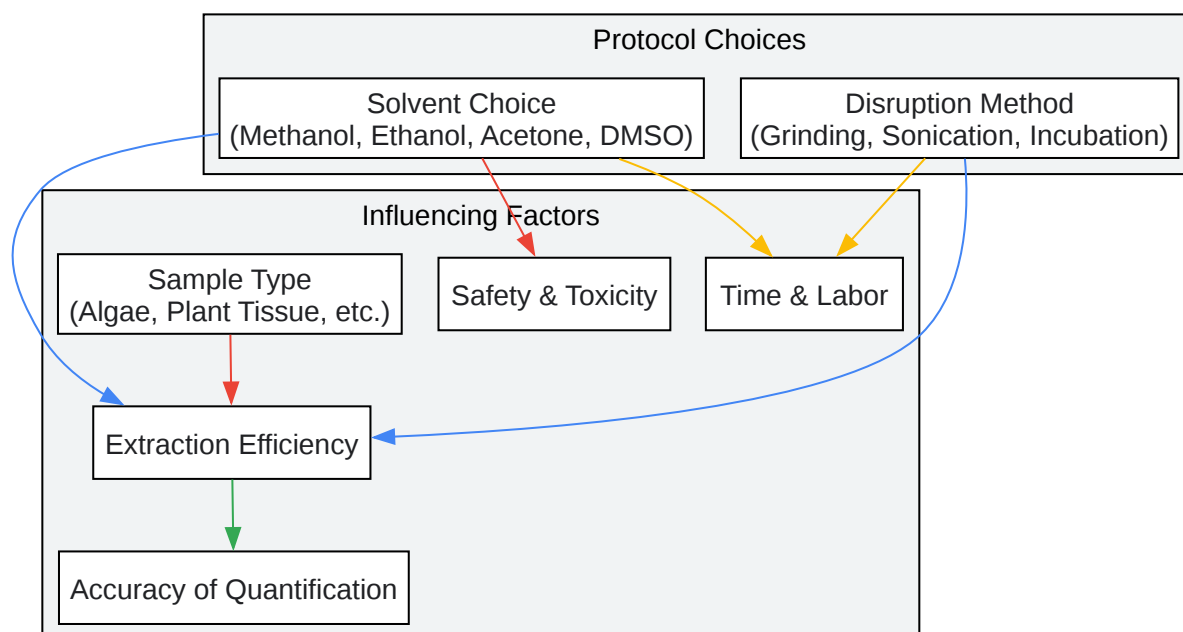 Protocol Choices
Solvent Choice
(Methanol, Ethanol, Acetone, DMSO)
Disruption Method
(Grinding, Sonication, Incubation)
Influencing Factors
Sample Type
(Algae, Plant Tissue, etc.)
Safety & Toxicity
Time & Labor
Extraction Efficiency
Accuracy of Quantification